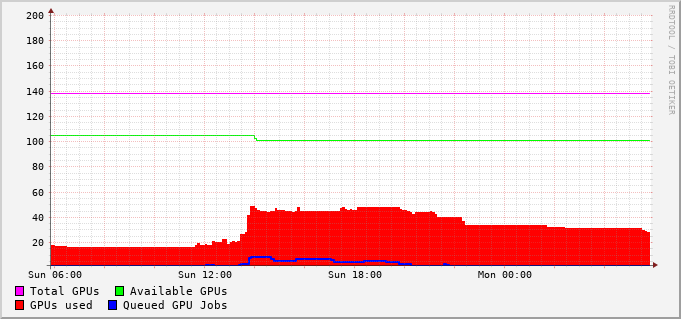 200
180
160
140
120
100
80
60
40
20
Sun 06:00 Sun 12:00 Sun 18:00 Mon 00:00
Total GPUs Available GPUs
GPUs used Queued GPU Jobs
RRDTOOL / TOBI OETIKER